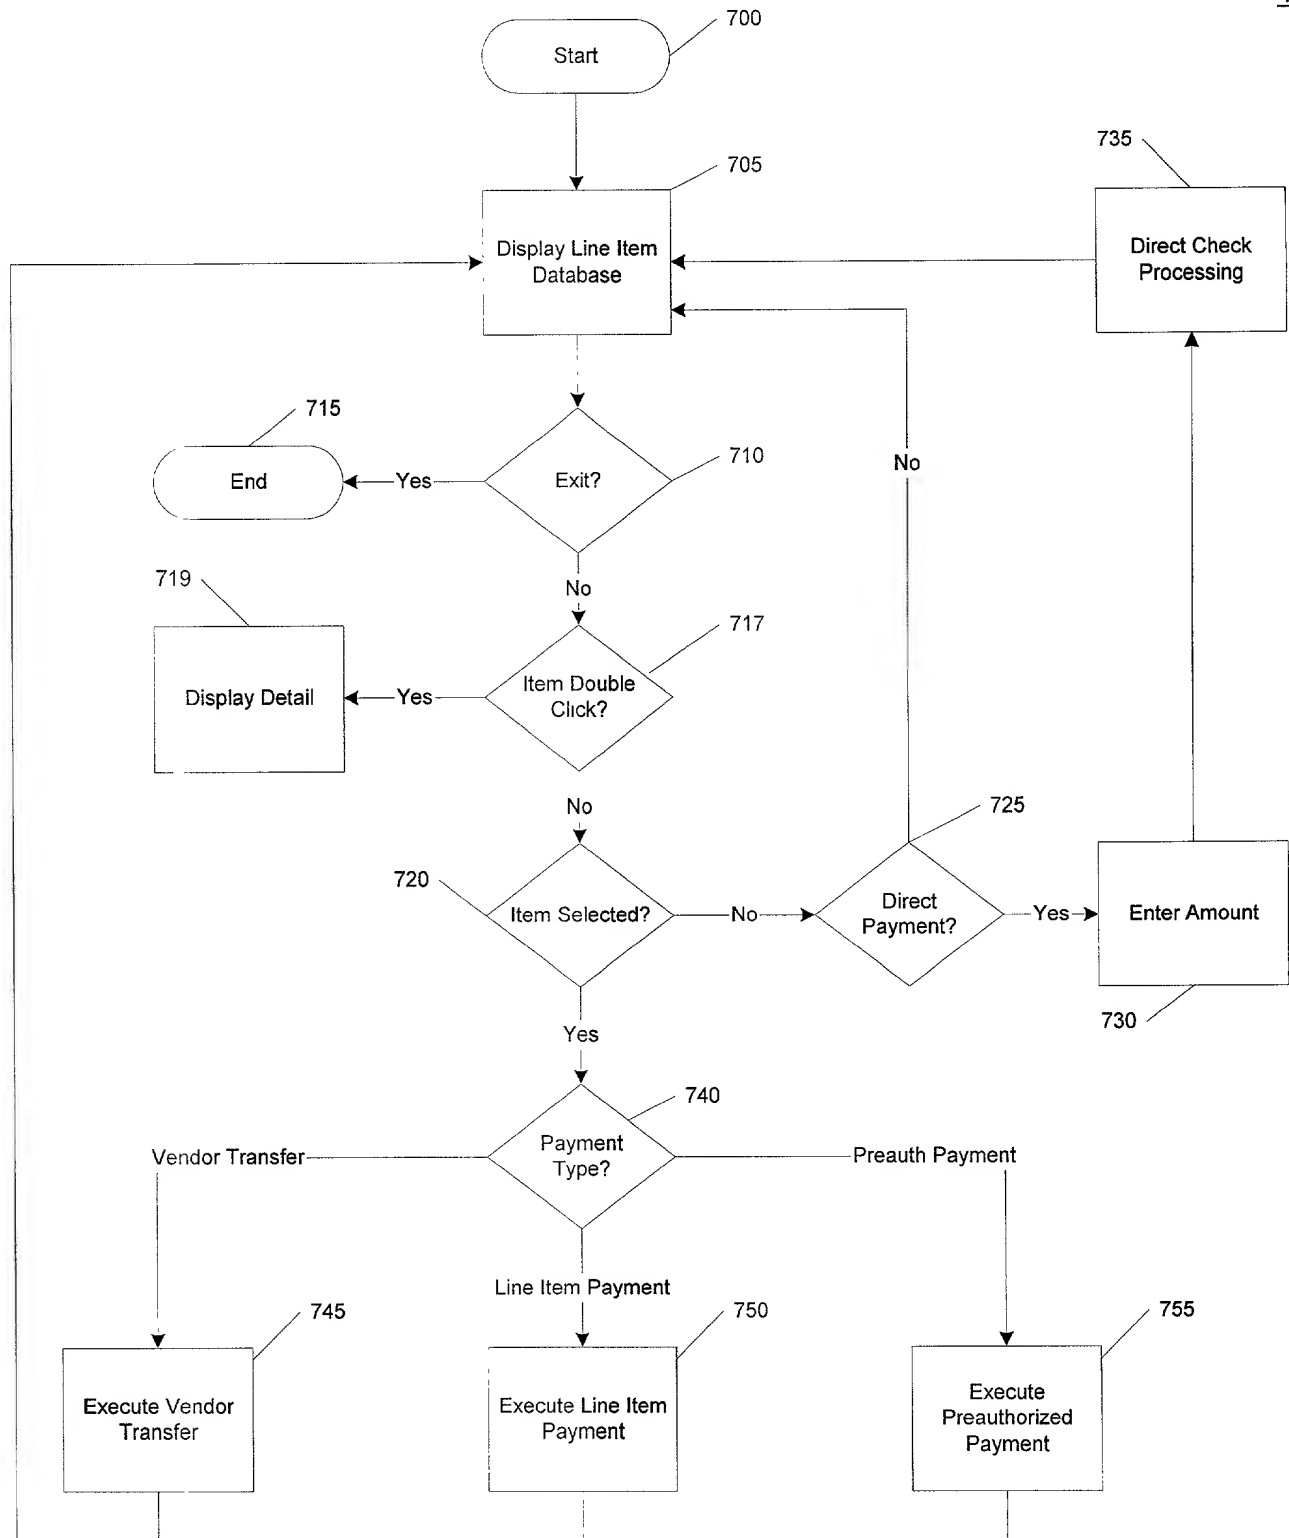 700
Start
705
735
Display Line Item
Database
Direct Check
Processing
715
End
Yes
Exit?
710
No
No
719
717
Display Detail
Yes
Item Double
Click?
No
725
720
Item Selected?
No
Direct
Payment?
Yes
Enter Amount
730
Yes
740
Vendor Transfer
Payment
Type?
Preauth Payment
Line Item Payment
745
750
755
Execute Vendor
Transfer
Execute Line Item
Payment
Execute
Preauthorized
Payment